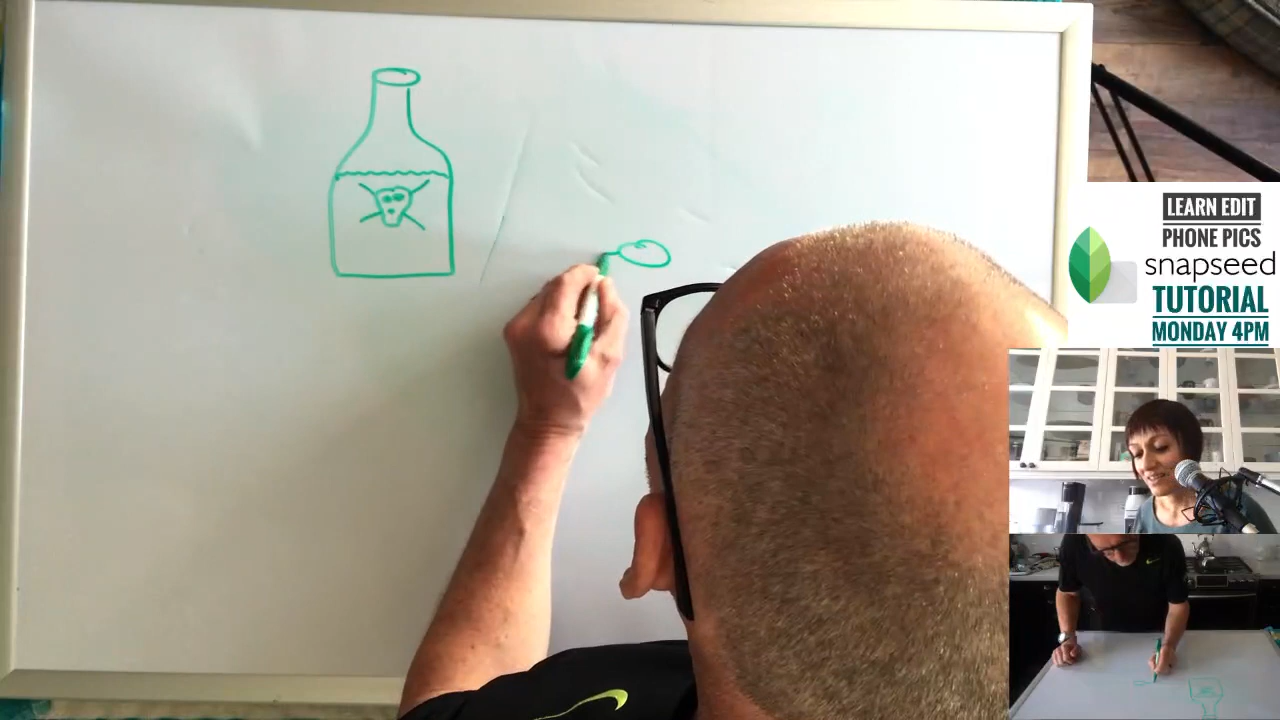 LEARN EDIT
PHONE PICS
snapseed
TUTORIAL
MONDAY 4PM